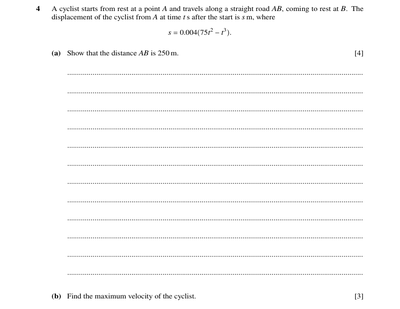 4 A cyclist starts from rest at a point A and travels along a straight road AB, coming to rest at B. The
displacement of the cyclist from A at time t s after the start is s m, where
s = 0.004(75t² − t³).
(a) Show that the distance AB is 250 m. [4]
(b) Find the maximum velocity of the cyclist. [3]